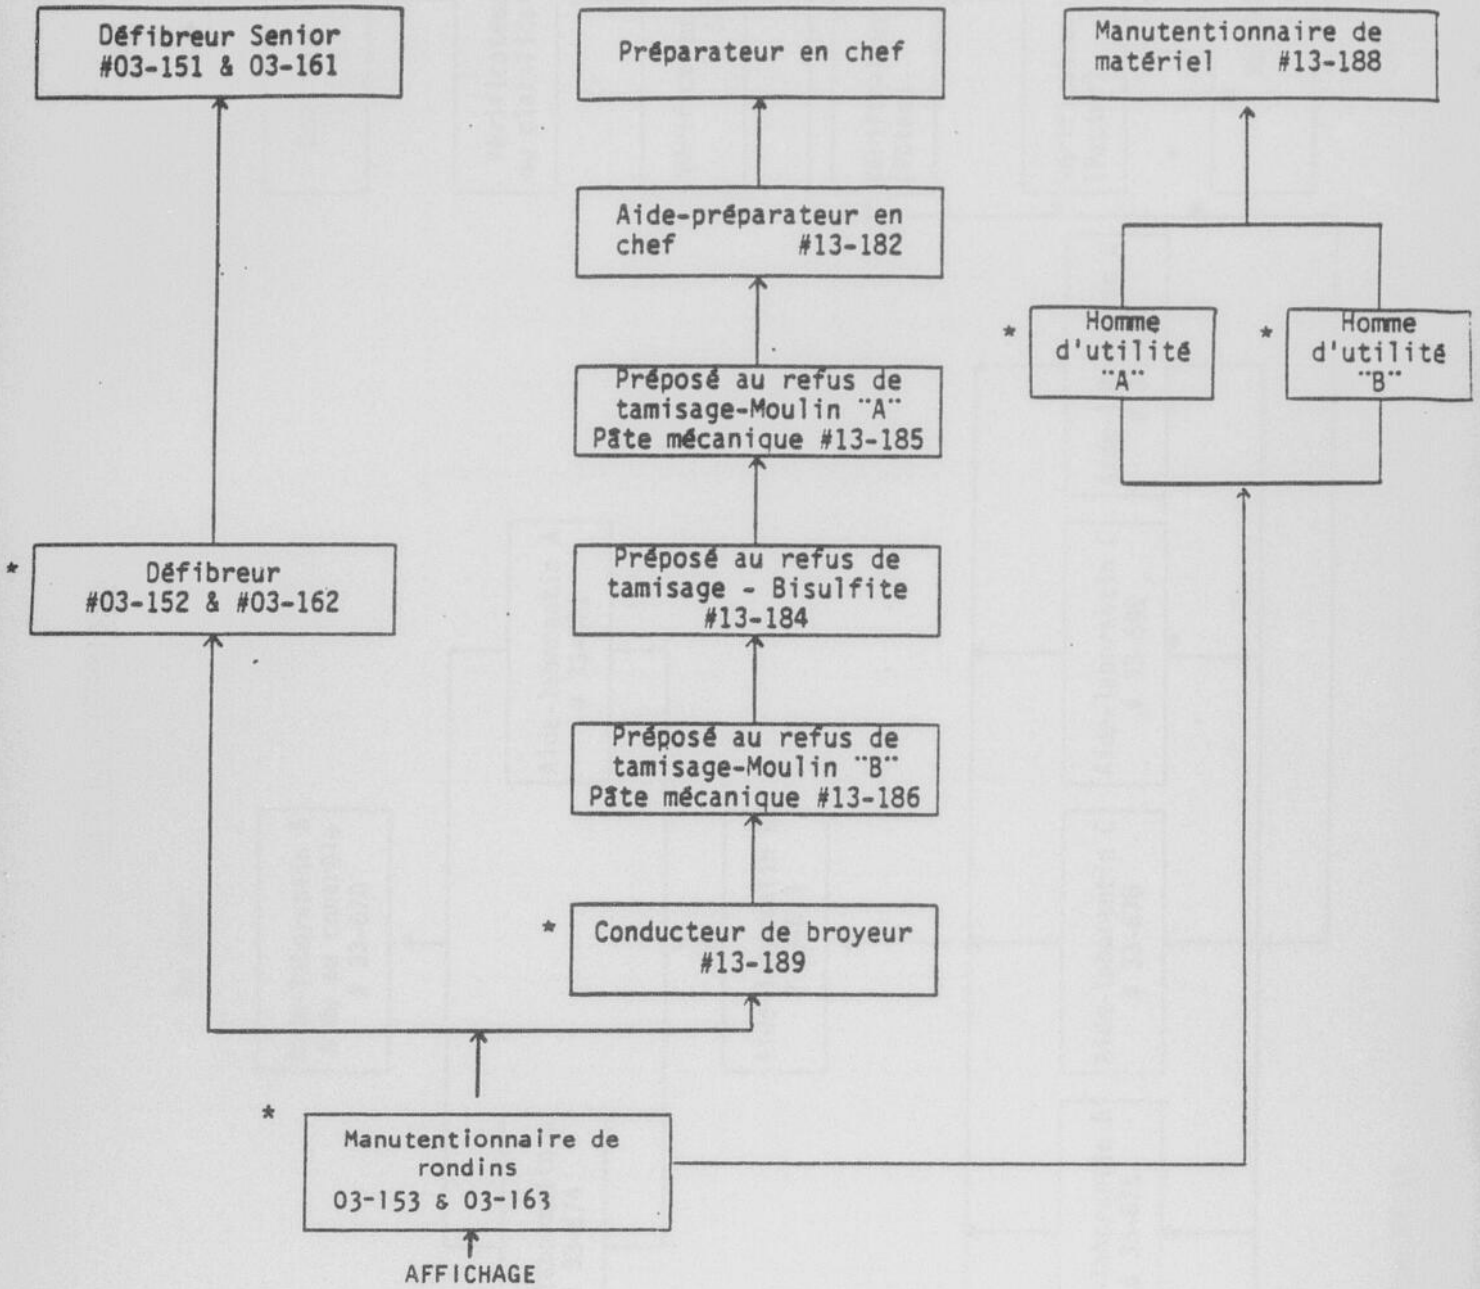 Défibreur Senior
#03-151 & 03-161
Préparateur en chef
Manutentionnaire de
matériel #13-188
Aide-préparateur en
chef #13-182
* Homme
d'utilité
¨A¨
* Homme
d'utilité
¨B¨
Préposé au refus de
tamisage-Moulin ¨A¨
Pâte mécanique #13-185
* Défibreur
#03-152 & #03-162
Préposé au refus de
tamisage - Bisulfite
#13-184
Préposé au refus de
tamisage-Moulin ¨B¨
Pâte mécanique #13-186
* Conducteur de broyeur
#13-189
* Manutentionnaire de
rondins
03-153 & 03-163
AFFICHAGE